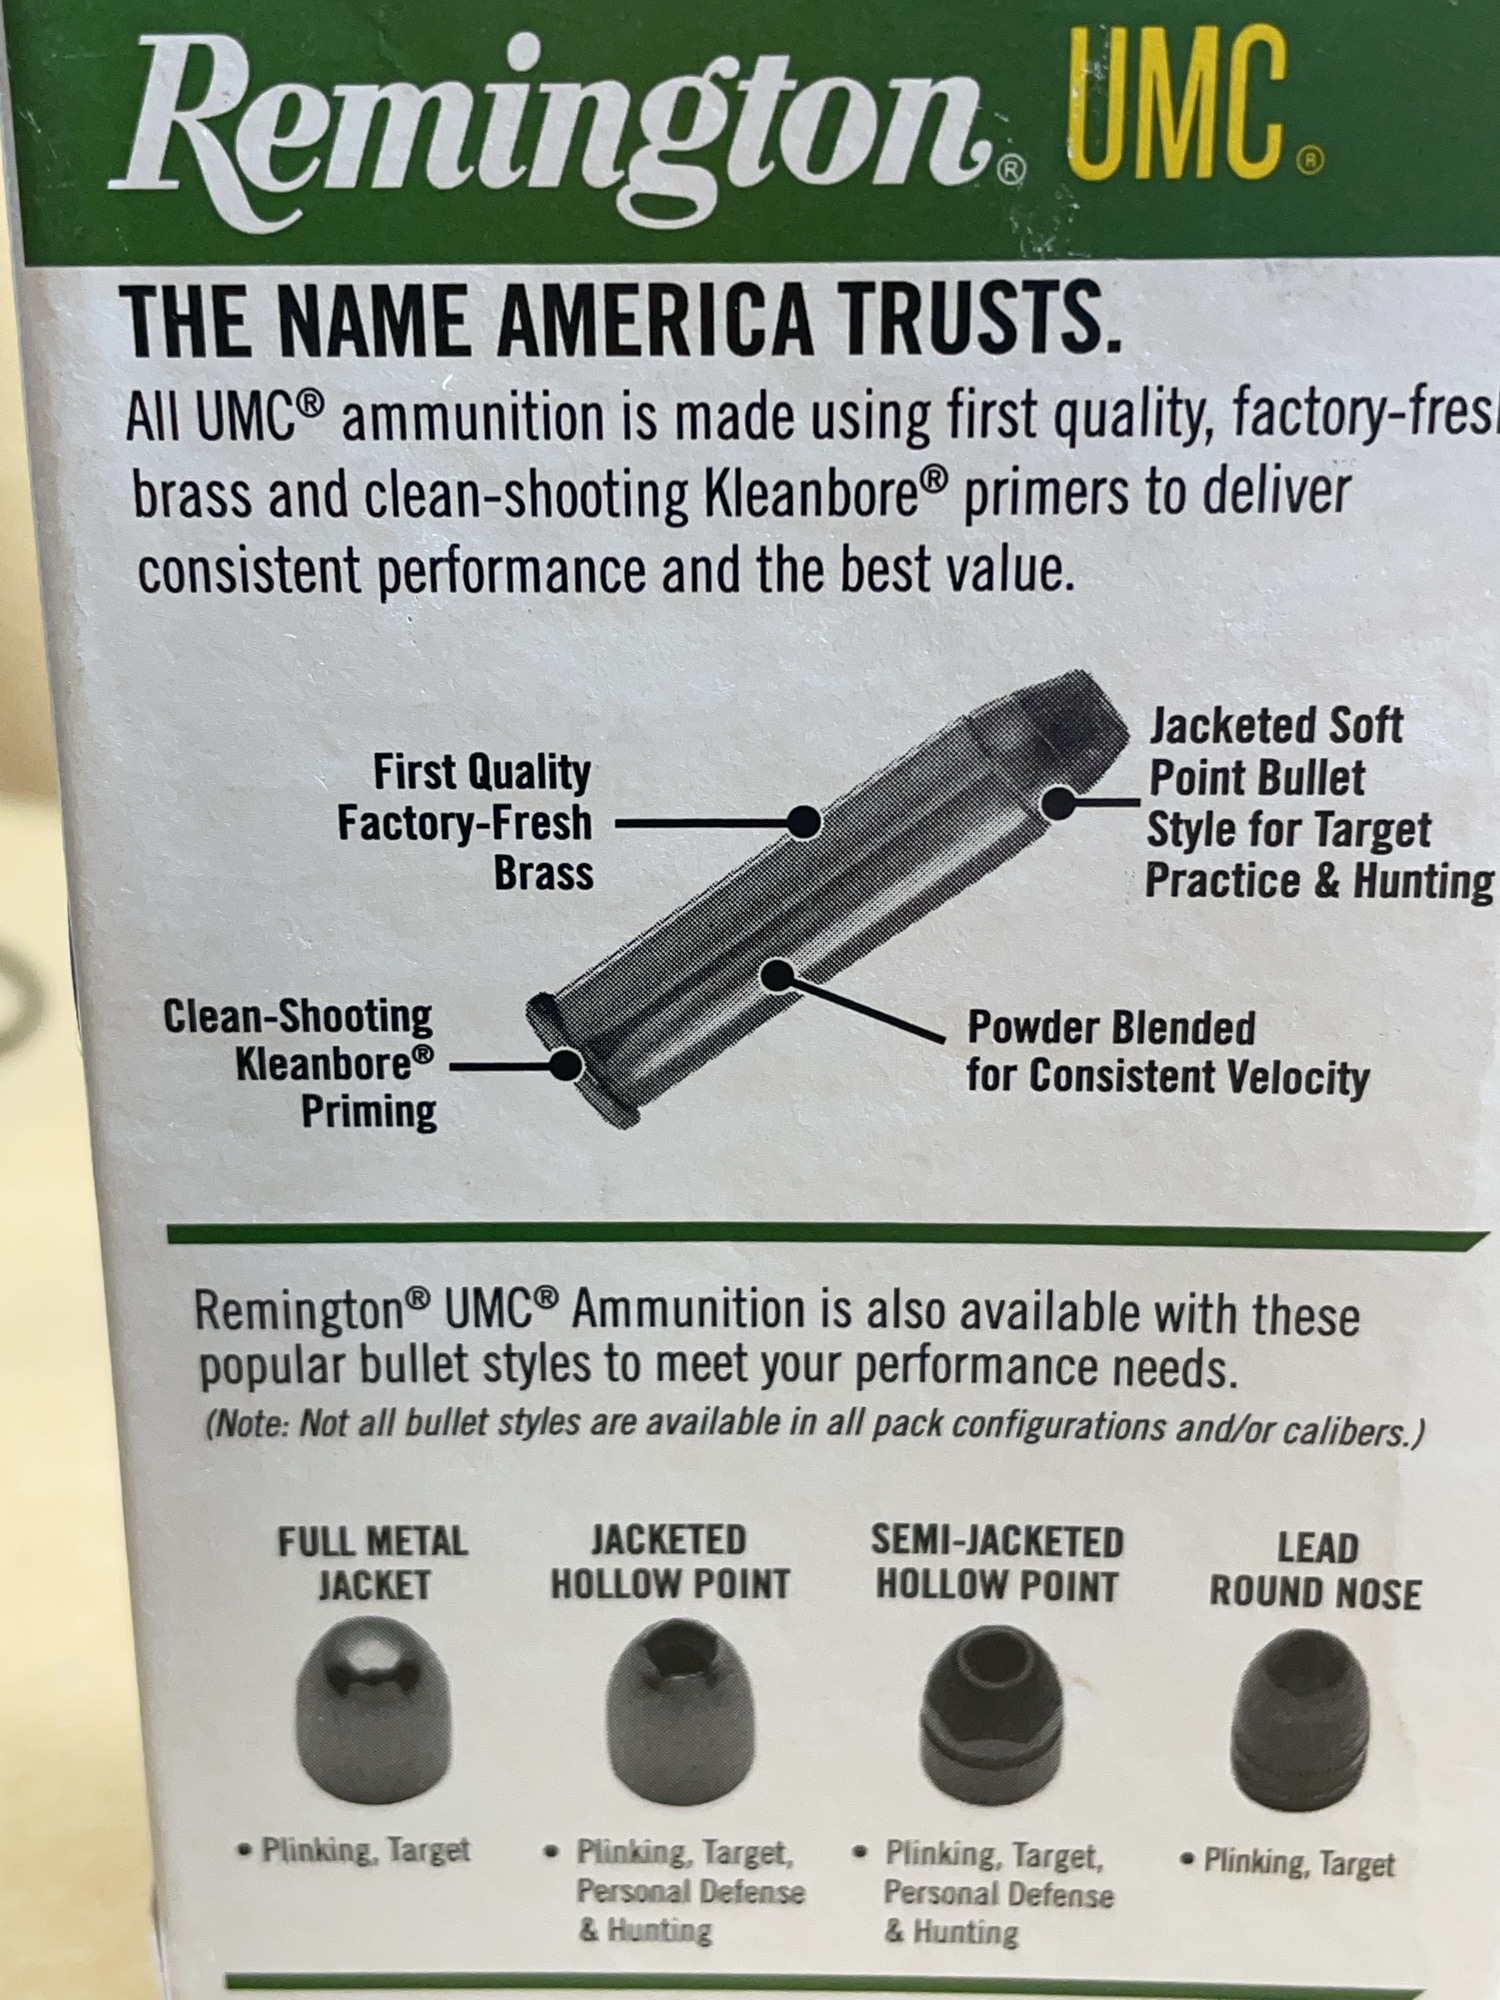 Remington® UMC®
THE NAME AMERICA TRUSTS.
All UMC® ammunition is made using first quality,
brass and clean-shooting Kleanbore® primers to deliver
consistent performance and the best value.
First Quality
Factory-Fresh
Brass
Jacketed Soft
Point Bullet
Style for Target
Practice & Hunting
Clean-Shooting
Kleanbore®
Priming
Powder Blended
for Consistent Velocity
Remington® UMC® Ammunition is also available with these
popular bullet styles to meet your performance needs.
(Note: Not all bullet styles are available in all pack configurations and/or calibers.)
FULL METAL
JACKET
• Plinking, Target
JACKETED
HOLLOW POINT
• Plinking, Target,
Personal Defense
& Hunting
SEMI-JACKETED
HOLLOW POINT
• Plinking, Target,
Personal Defense
& Hunting
LEAD
ROUND NOSE
• Plinking, Target